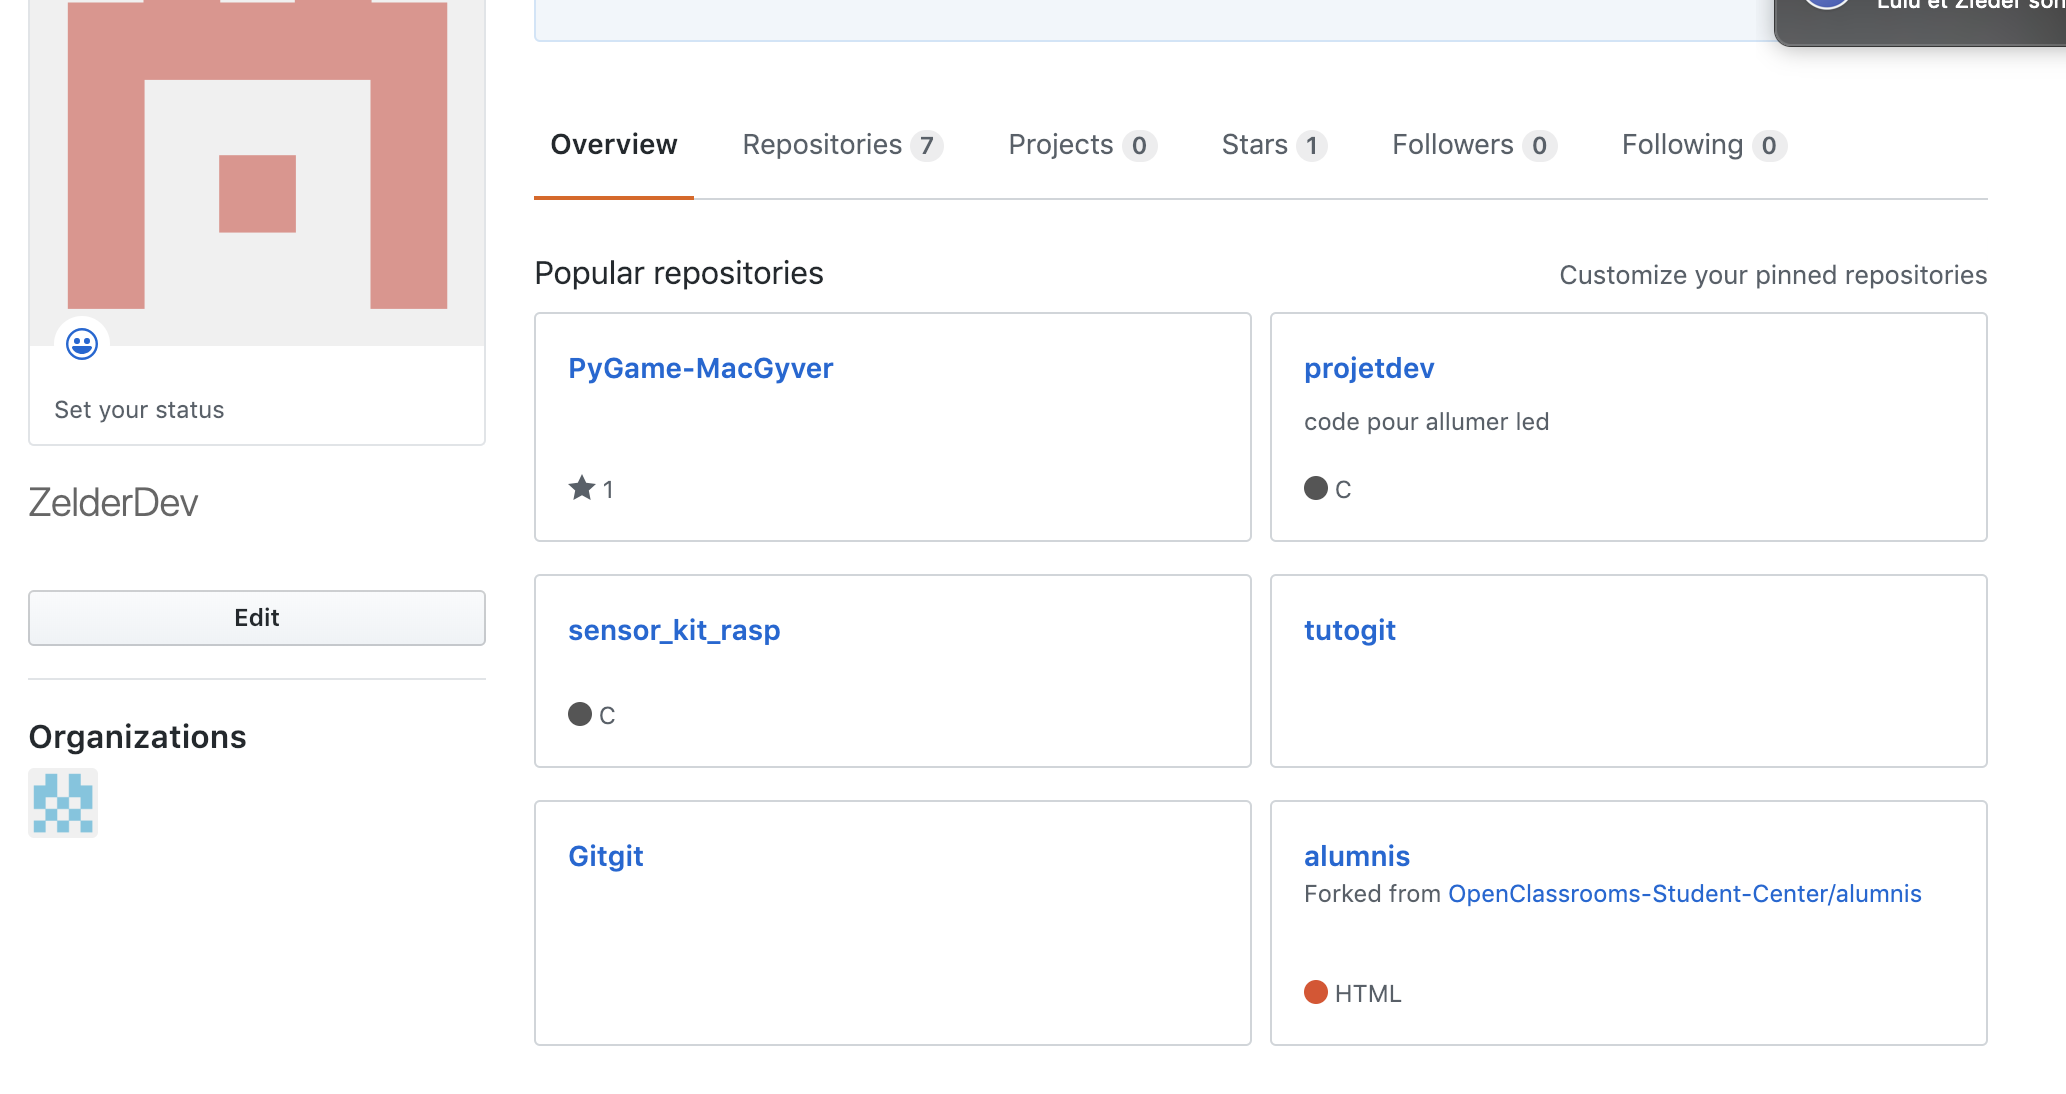 Overview Repositories 7 Projects 0 Stars 1 Followers 0 Following 0
Popular repositories
Customize your pinned repositories
PyGame-MacGyver
1
projetdev
code pour allumer led
C
sensor_kit_rasp
C
tutogit
Gitgit
alumnis
Forked from OpenClassrooms-Student-Center/alumnis
HTML
Set your status
ZelderDev
Edit
Organizations